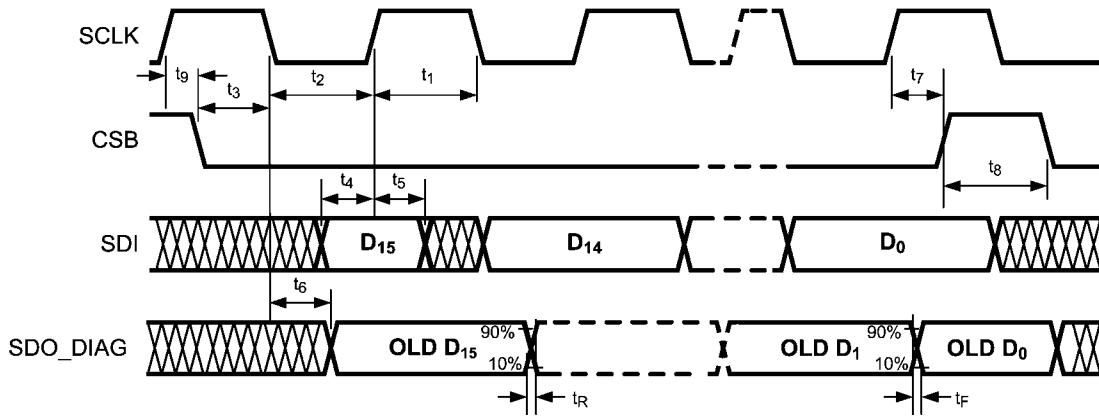 SCLK
t9 t3 t2 t1 t7
CSB
t4 t5 t8
SDI D15 D14 D0
t6
SDO_DIAG OLD D15 90% 10% OLD D1 90% 10% OLD D0
tR tF